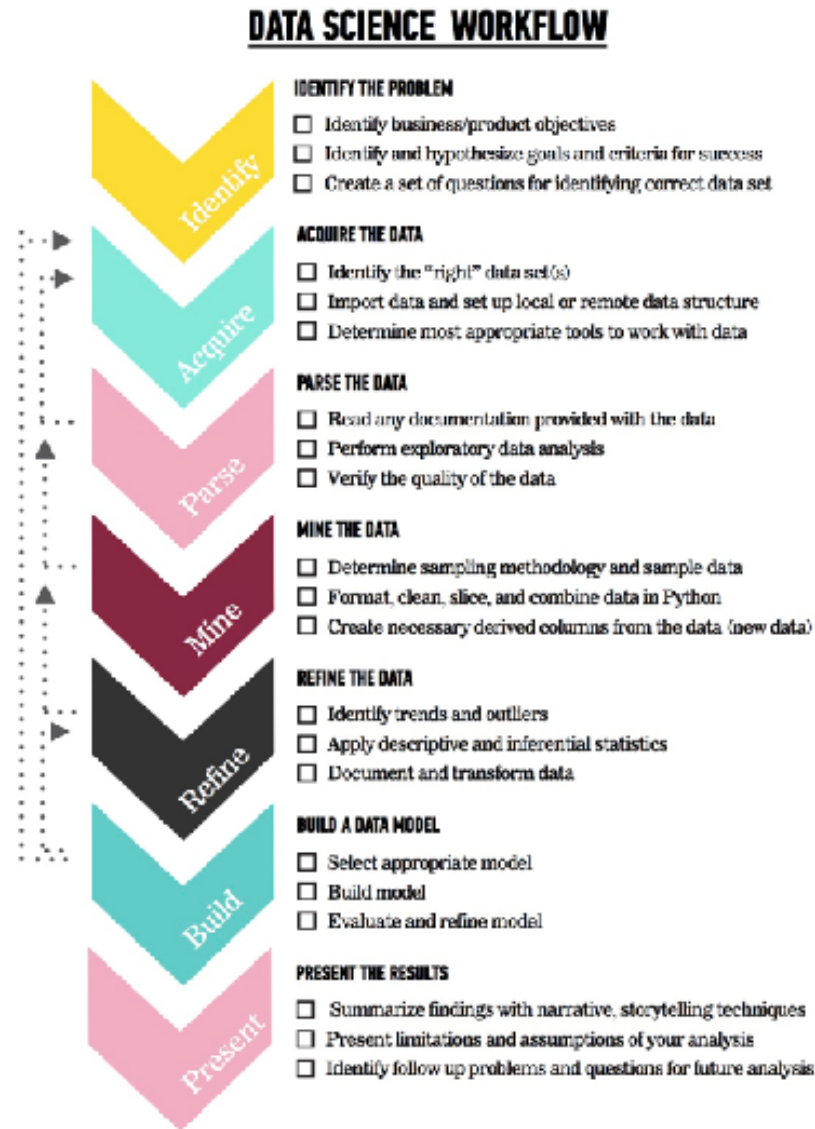 DATA SCIENCE WORKFLOW
IDENTIFY THE PROBLEM
Identify business/product objectives
Identify and hypothesize goals and criteria for success
Create a set of questions for identifying correct data set
Identify
ACQUIRE THE DATA
Identify the "right" data set(s)
Import data and set up local or remote data structure
Determine most appropriate tools to work with data
Acquire
PARSE THE DATA
Read any documentation provided with the data
Perform exploratory data analysis
Verify the quality of the data
Parse
MINE THE DATA
Determine sampling methodology and sample data
Format, clean, slice, and combine data in Python
Create necessary derived columns from the data (new data)
Mine
REFINE THE DATA
Identify trends and outliers
Apply descriptive and inferential statistics
Document and transform data
Refine
BUILD A DATA MODEL
Select appropriate model
Build model
Evaluate and refine model
Build
PRESENT THE RESULTS
Summarize findings with narrative, storytelling techniques
Present limitations and assumptions of your analysis
Identify follow up problems and questions for future analysis
Present